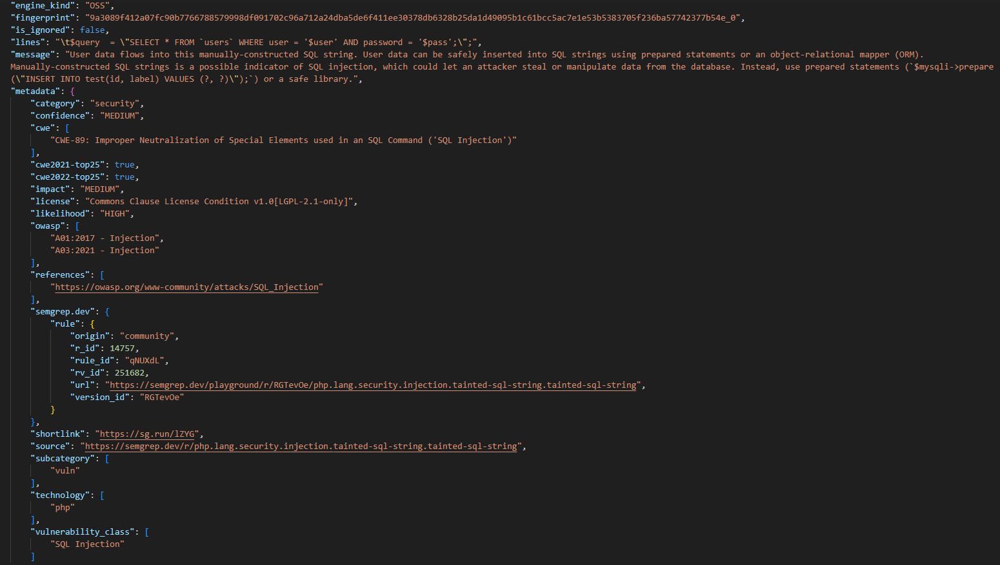 "engine_kind": "OSS",
"fingerprint": "9a3089f412a07fc90b7766788579998df091702c96a712a24dba5de6f411ee30378db6328b25da1d49095b1c61bcc5ac7e1e53b5383705f236ba57742377b54e_0",
"is_ignored": false,
"lines": "\t$query  = \"SELECT * FROM `users` WHERE user = '$user' AND password = '$pass';\";",
"message": "User data flows into this manually-constructed SQL string. User data can be safely inserted into SQL strings using prepared statements or an object-relational mapper (ORM).
Manually-constructed SQL strings is a possible indicator of SQL injection, which could let an attacker steal or manipulate data from the database. Instead, use prepared statements (`$mysqli->prepare
(\"INSERT INTO test(id, label) VALUES (?, ?)\");`) or a safe library.",
"metadata": {
"category": "security",
"confidence": "MEDIUM",
"cwe": [
"CWE-89: Improper Neutralization of Special Elements used in an SQL Command ('SQL Injection')"
],
"cwe2021-top25": true,
"cwe2022-top25": true,
"impact": "MEDIUM",
"license": "Commons Clause License Condition v1.0[LGPL-2.1-only]",
"likelihood": "HIGH",
"owasp": [
"A01:2017 - Injection",
"A03:2021 - Injection"
],
"references": [
"https://owasp.org/www-community/attacks/SQL_Injection"
],
"semgrep.dev": {
"rule": {
"origin": "community",
"r_id": 14757,
"rule_id": "qNUXdL",
"rv_id": 251682,
"url": "https://semgrep.dev/playground/r/RGTevOe/php.lang.security.injection.tainted-sql-string.tainted-sql-string",
"version_id": "RGTevOe"
}
},
"shortlink": "https://sg.run/lZYG",
"source": "https://semgrep.dev/r/php.lang.security.injection.tainted-sql-string.tainted-sql-string",
"subcategory": [
"vuln"
],
"technology": [
"php"
],
"vulnerability_class": [
"SQL Injection"
]